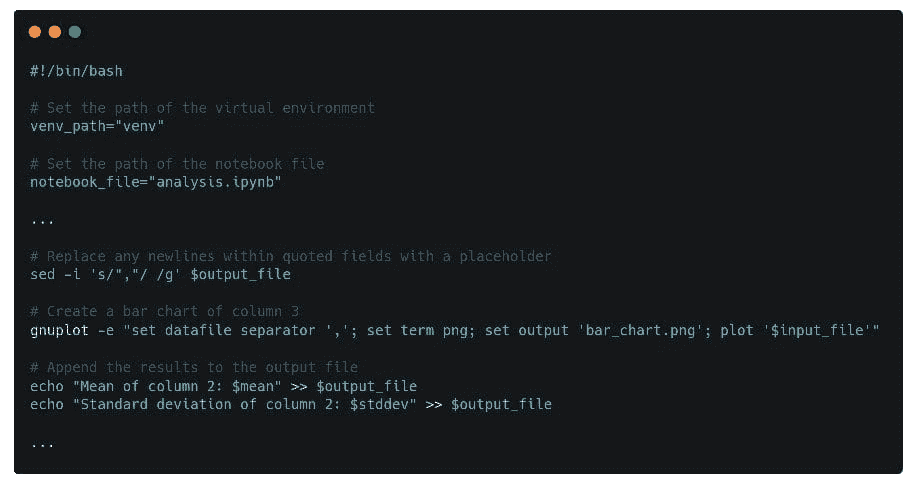 #!/bin/bash
# Set the path of the virtual environment
venv_path="venv"
# Set the path of the notebook file
notebook_file="analysis.ipynb"
...
# Replace any newlines within quoted fields with a placeholder
sed -i 's/","/ /g' $output_file
# Create a bar chart of column 3
gnuplot -e "set datafile separator ','; set term png; set output 'bar_chart.png'; plot '$input_file'"
# Append the results to the output file
echo "Mean of column 2: $mean" >> $output_file
echo "Standard deviation of column 2: $stddev" >> $output_file
...